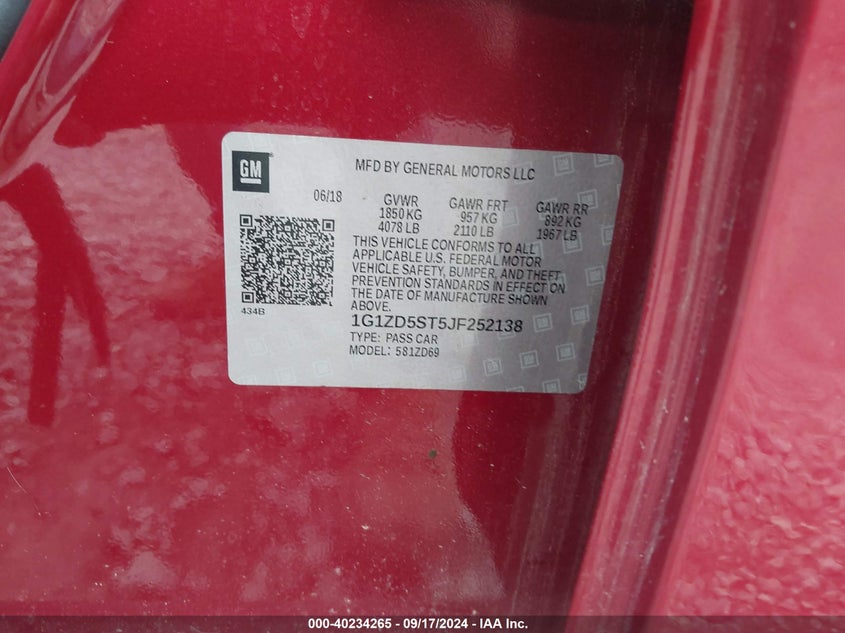 GM
MFD BY GENERAL MOTORS LLC
06/18 GVWR GAWR FRT GAWR RR
1850 KG 957 KG 892 KG
4078 LB 2110 LB 1967 LB
THIS VEHICLE CONFORMS TO ALL
APPLICABLE U.S. FEDERAL MOTOR
VEHICLE SAFETY, BUMPER, AND THEFT
PREVENTION STANDARDS IN EFFECT ON
THE DATE OF MANUFACTURE SHOWN
ABOVE.
434B
1G1ZD5ST5JF252138
TYPE: PASS CAR
MODEL: 581ZD69
000-40234265 - 09/17/2024 - IAA Inc.